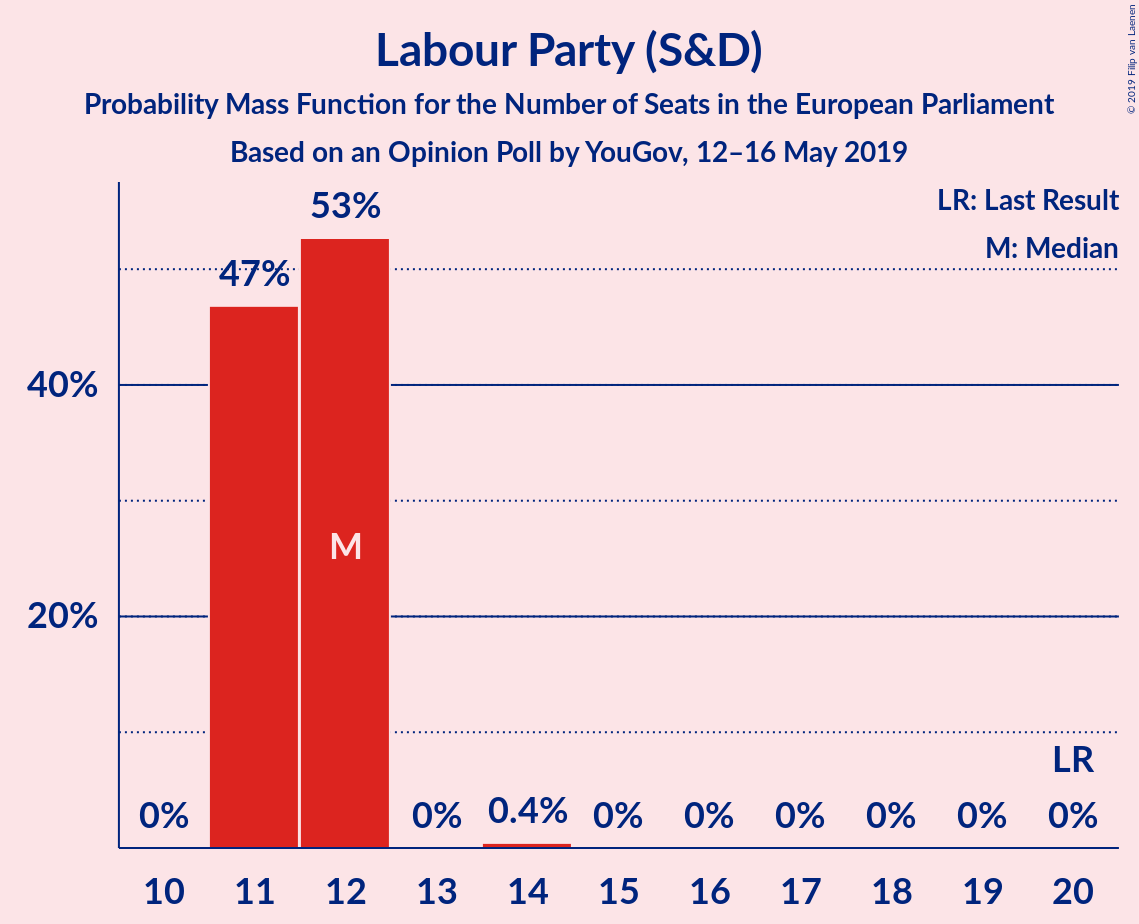 Labour Party (S&D)
Probability Mass Function for the Number of Seats in the European Parliament
Based on an Opinion Poll by YouGov, 12–16 May 2019
© 2019 Filip van Laenen
LR: Last Result
M: Median
53%
47%
40%
M
20%
LR
0% 0% 0.4% 0% 0% 0% 0% 0% 0%
10 11 12 13 14 15 16 17 18 19 20